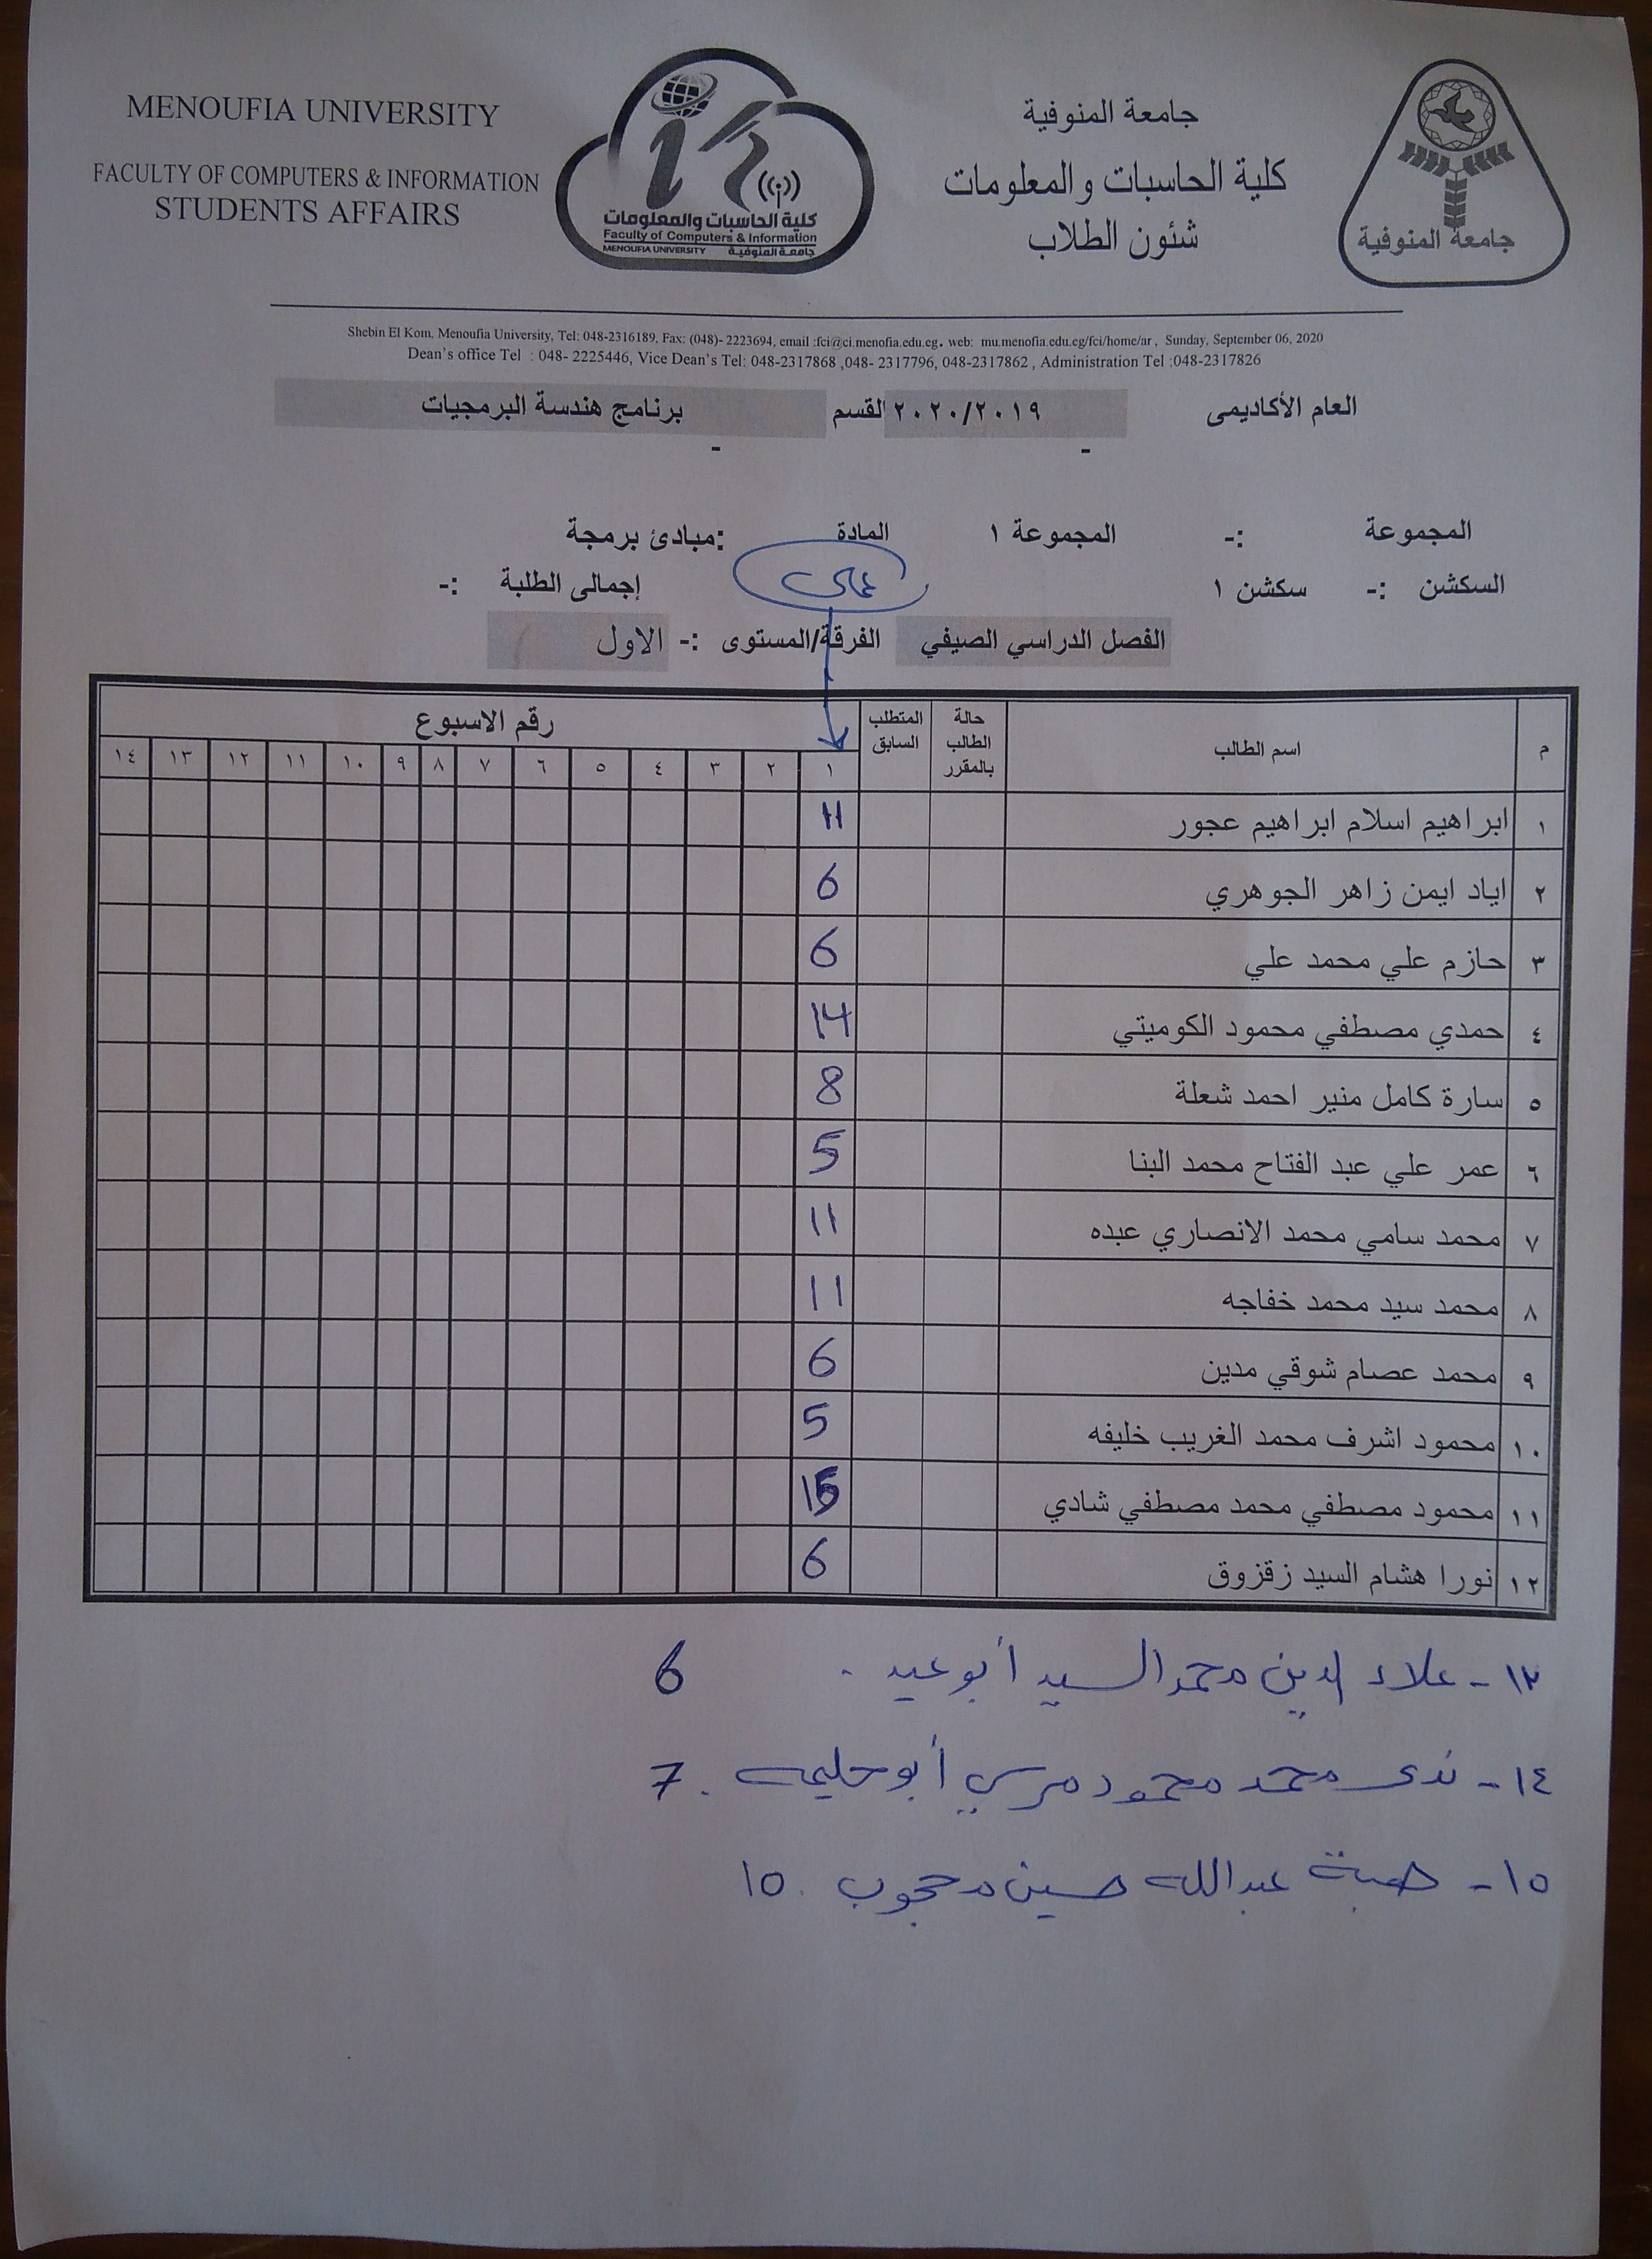 MENOUFIA UNIVERSITY
FACULTY OF COMPUTERS & INFORMATION
STUDENTS AFFAIRS
كلية الحاسبات والمعلومات
Faculty of Computers & Information
MENOUFIA UNIVERSITY جامعة المنوفية
جامعة المنوفية
كلية الحاسبات والمعلومات
شئون الطلاب
جامعة المنوفية
Shebin El Kom, Menoufia University, Tel: 048-2316189, Fax: (048)- 2223694, email :fci@ci.menofia.edu.eg. web: mu.menofia.edu.eg/fci/home/ar , Sunday, September 06, 2020
Dean's office Tel : 048- 2225446, Vice Dean's Tel: 048-2317868 ,048- 2317796, 048-2317862 , Administration Tel :048-2317826
العام الأكاديمى ٢٠٢٠/٢٠١٩ القسم برنامج هندسة البرمجيات
- -
المجموعة :- المجموعة ١ المادة :مبادئ برمجة
السكشن :- سكشن ١ عملى إجمالى الطلبة :-
الفصل الدراسي الصيفي الفرقة/المستوى :- الاول
م اسم الطالب حالة الطالب بالمقرر المتطلب السابق رقم الاسبوع
١ ٢ ٣ ٤ ٥ ٦ ٧ ٨ ٩ ١٠ ١١ ١٢ ١٣ ١٤
١ ابراهيم اسلام ابراهيم عجور 11
٢ اياد ايمن زاهر الجوهري 6
٣ حازم علي محمد علي 6
٤ حمدي مصطفي محمود الكوميتي 14
٥ سارة كامل منير احمد شعلة 8
٦ عمر علي عبد الفتاح محمد البنا 5
٧ محمد سامي محمد الانصاري عبده 11
٨ محمد سيد محمد خفاجه 11
٩ محمد عصام شوقي مدين 6
١٠ محمود اشرف محمد الغريب خليفه 5
١١ محمود مصطفي محمد مصطفي شادي 15
١٢ نورا هشام السيد زقزوق 6
١٣- علاء الدين محمد السيد أبو عيد . 6
١٤- ندى محمد محمود مرسي أبو حليمه . 7
١٥- هبة عبدالله حسين محجوب . ١٥